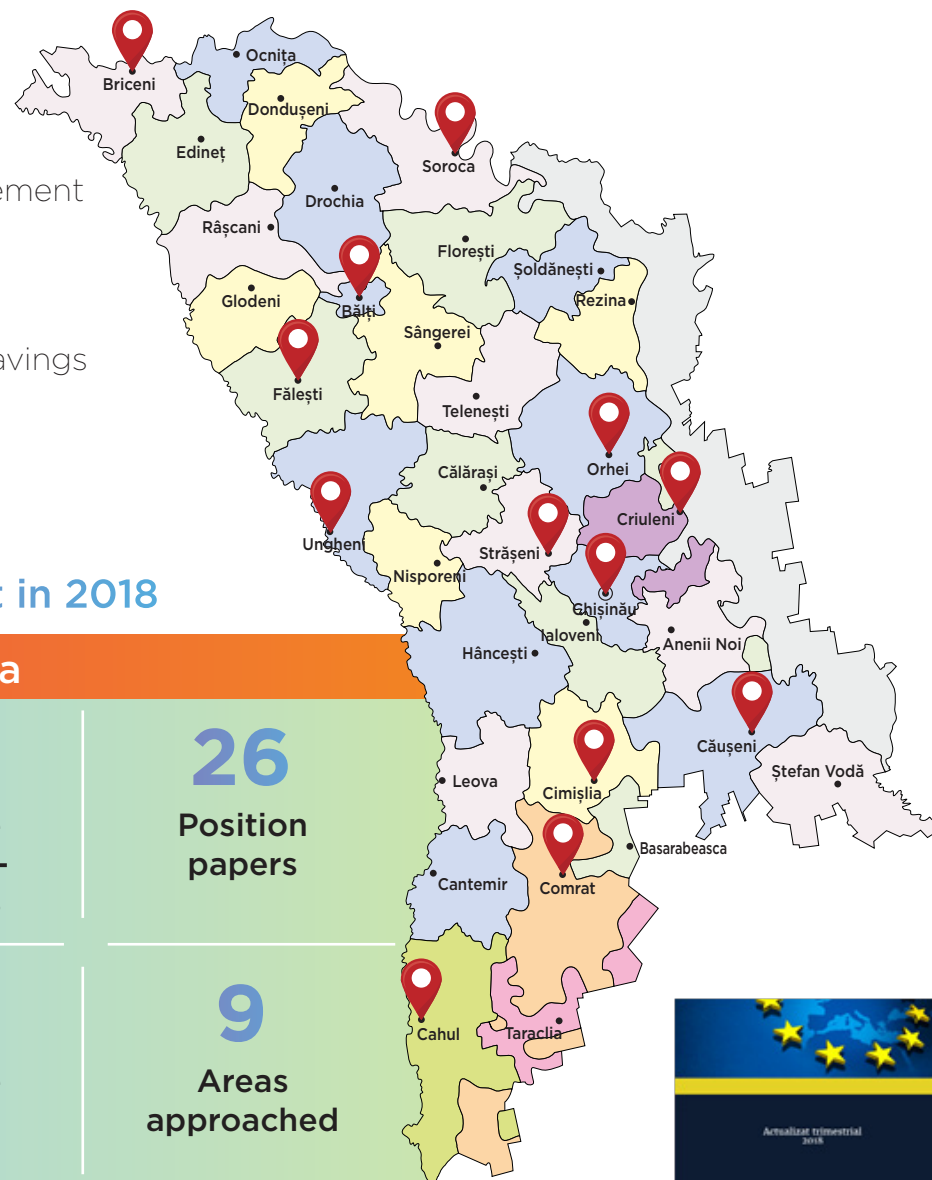 Ocnița
Briceni
Dondușeni
Edineț
Soroca
ement
Drochia
Râșcani
Florești
Șoldănești
Glodeni
Rezina
Bălți
Sângerei
avings
Fălești
Telenești
Orhei
Călărași
Criuleni
Ungheni
Strășeni
Nisporeni
t in 2018
Chișinău
Ialoveni
Anenii Noi
Hâncești
a
26
Position
papers
Căușeni
Ștefan Vodă
Leova
Cimișlia
Basarabeasca
Cantemir
Comrat
9
Areas
approached
Cahul
Taraclia
Actualizat trimestrial
2018